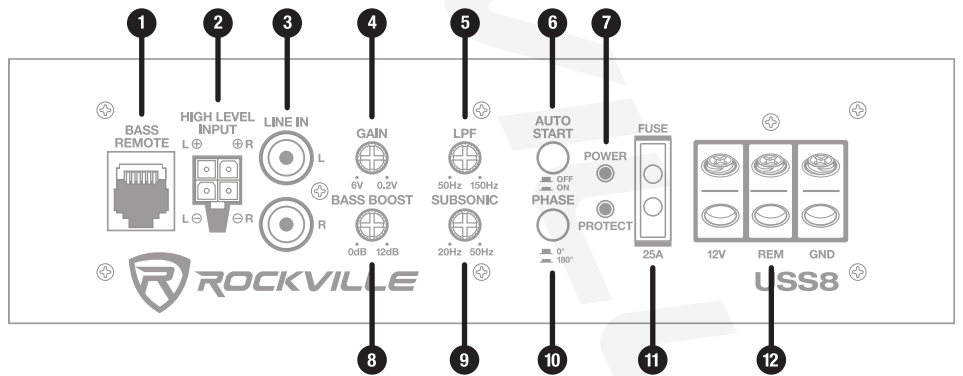 1 2 3 4 5 6 7
BASS REMOTE
HIGH LEVEL INPUT
L⊕ ⊕R
L⊖ ⊖R
LINE IN
L
R
GAIN
6V 0.2V
BASS BOOST
0dB 12dB
LPF
50Hz 150Hz
SUBSONIC
20Hz 50Hz
AUTO START
OFF
ON
PHASE
0°
180°
POWER
PROTECT
FUSE
25A
12V REM GND
R ROCKVILLE
USS8
8 9 10 11 12